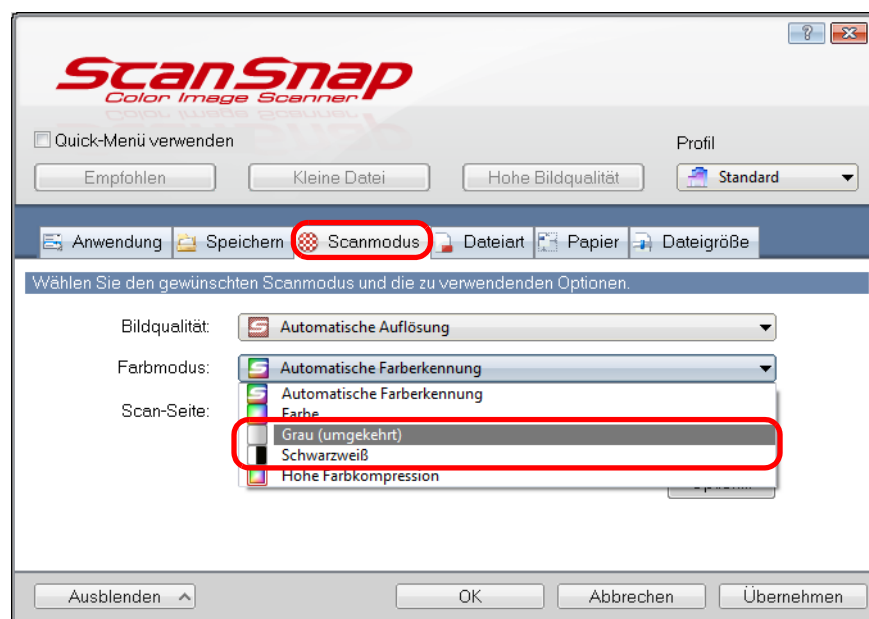 ScanSnap
Color Image Scanner
Quick-Menü verwenden
Profil
Empfohlen Kleine Datei Hohe Bildqualität Standard
Anwendung Speichern Scanmodus Dateiart Papier Dateigröße
Wählen Sie den gewünschten Scanmodus und die zu verwendenden Optionen.
Bildqualität: Automatische Auflösung
Farbmodus: Automatische Farberkennung
Automatische Farberkennung
Scan-Seite: Farbe
Grau (umgekehrt)
Schwarzweiß
Hohe Farbkompression
Ausblenden OK Abbrechen Übernehmen